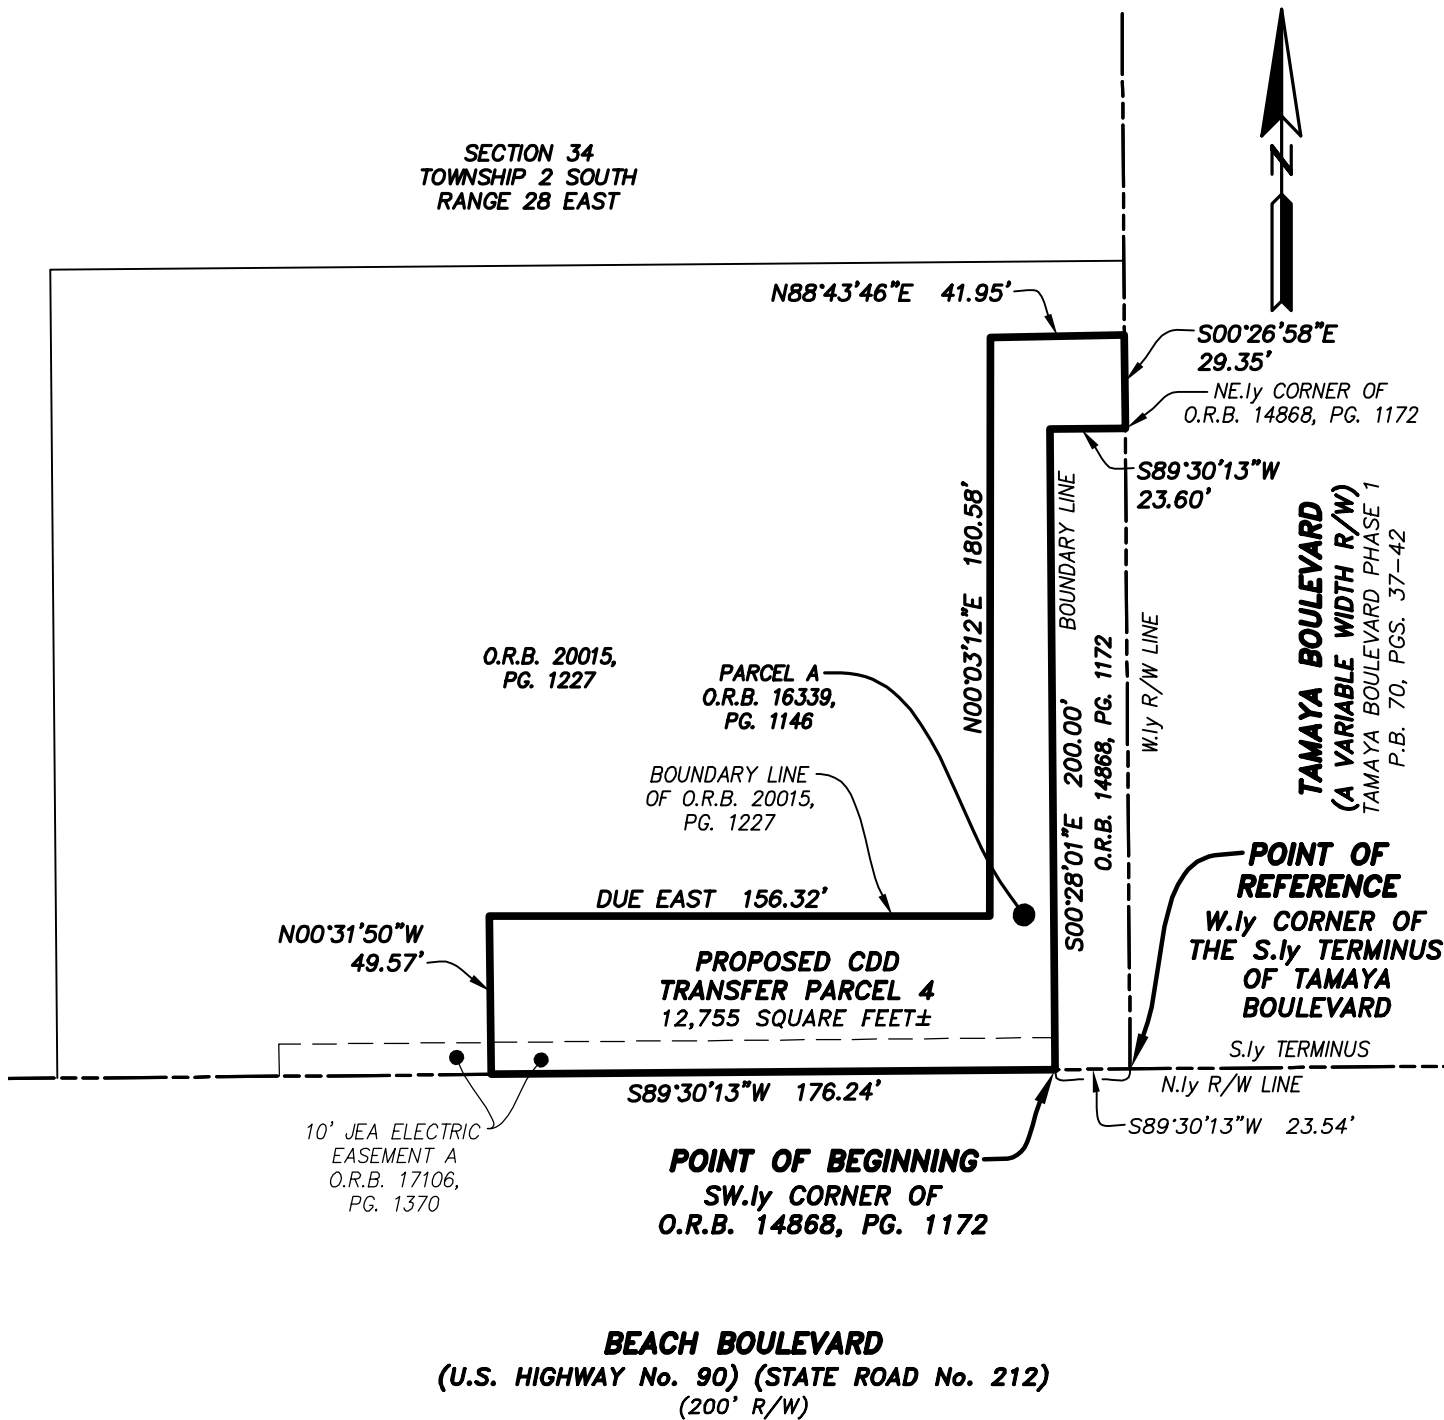 SECTION 34
TOWNSHIP 2 SOUTH
RANGE 28 EAST
N
N88°43'46"E 41.95'
S00°26'58"E
29.35'
NE.ly CORNER OF
O.R.B. 14868, PG. 1172
S89°30'13"W
23.60'
BOUNDARY LINE
N00°03'12"E 180.58'
TAMAYA BOULEVARD
(A VARIABLE WIDTH R/W)
TAMAYA BOULEVARD PHASE 1
P.B. 70, PGS. 37-42
W.ly R/W LINE
O.R.B. 20015,
PG. 1227
PARCEL A
O.R.B. 16339,
PG. 1146
S00°28'01"E 200.00'
O.R.B. 14868, PG. 1172
BOUNDARY LINE
OF O.R.B. 20015,
PG. 1227
POINT OF
REFERENCE
W.ly CORNER OF
THE S.ly TERMINUS
OF TAMAYA
BOULEVARD
DUE EAST 156.32'
N00°31'50"W
49.57'
PROPOSED CDD
TRANSFER PARCEL 4
12,755 SQUARE FEET±
S.ly TERMINUS
N.ly R/W LINE
S89°30'13"W 176.24'
S89°30'13"W 23.54'
10' JEA ELECTRIC
EASEMENT A
O.R.B. 17106,
PG. 1370
POINT OF BEGINNING
SW.ly CORNER OF
O.R.B. 14868, PG. 1172
BEACH BOULEVARD
(U.S. HIGHWAY No. 90) (STATE ROAD No. 212)
(200' R/W)